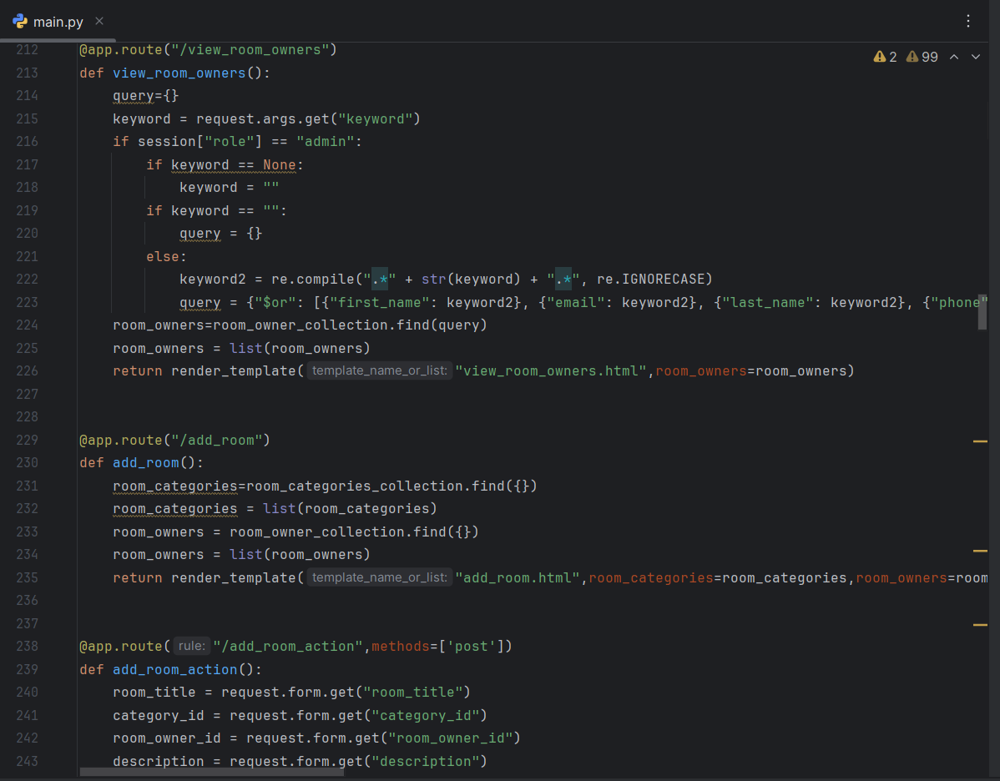 main.py
2 99
212 @app.route("/view_room_owners")
213 def view_room_owners():
214     query={}
215     keyword = request.args.get("keyword")
216     if session["role"] == "admin":
217         if keyword == None:
218             keyword = ""
219         if keyword == "":
220             query = {}
221         else:
222             keyword2 = re.compile(".*" + str(keyword) + ".*", re.IGNORECASE)
223             query = {"$or": [{"first_name": keyword2}, {"email": keyword2}, {"last_name": keyword2}, {"phone"
224     room_owners=room_owner_collection.find(query)
225     room_owners = list(room_owners)
226     return render_template( template_name_or_list: "view_room_owners.html",room_owners=room_owners)
227
228
229 @app.route("/add_room")
230 def add_room():
231     room_categories=room_categories_collection.find({})
232     room_categories = list(room_categories)
233     room_owners = room_owner_collection.find({})
234     room_owners = list(room_owners)
235     return render_template( template_name_or_list: "add_room.html",room_categories=room_categories,room_owners=room
236
237
238 @app.route( rule: "/add_room_action",methods=['post'])
239 def add_room_action():
240     room_title = request.form.get("room_title")
241     category_id = request.form.get("category_id")
242     room_owner_id = request.form.get("room_owner_id")
243     description = request.form.get("description")